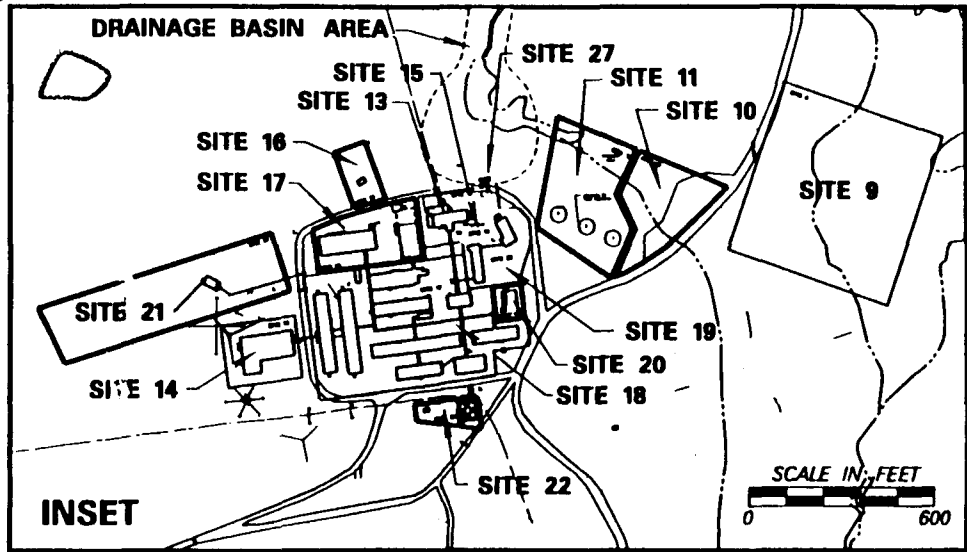 DRAINAGE BASIN AREA
SITE 27
SITE 15
SITE 11
SITE 13
SITE 10
SITE 16
SITE 17
SITE 9
SITE 21
SITE 19
SITE 20
SITE 14
SITE 18
SITE 22
SCALE IN FEET
0 600
INSET